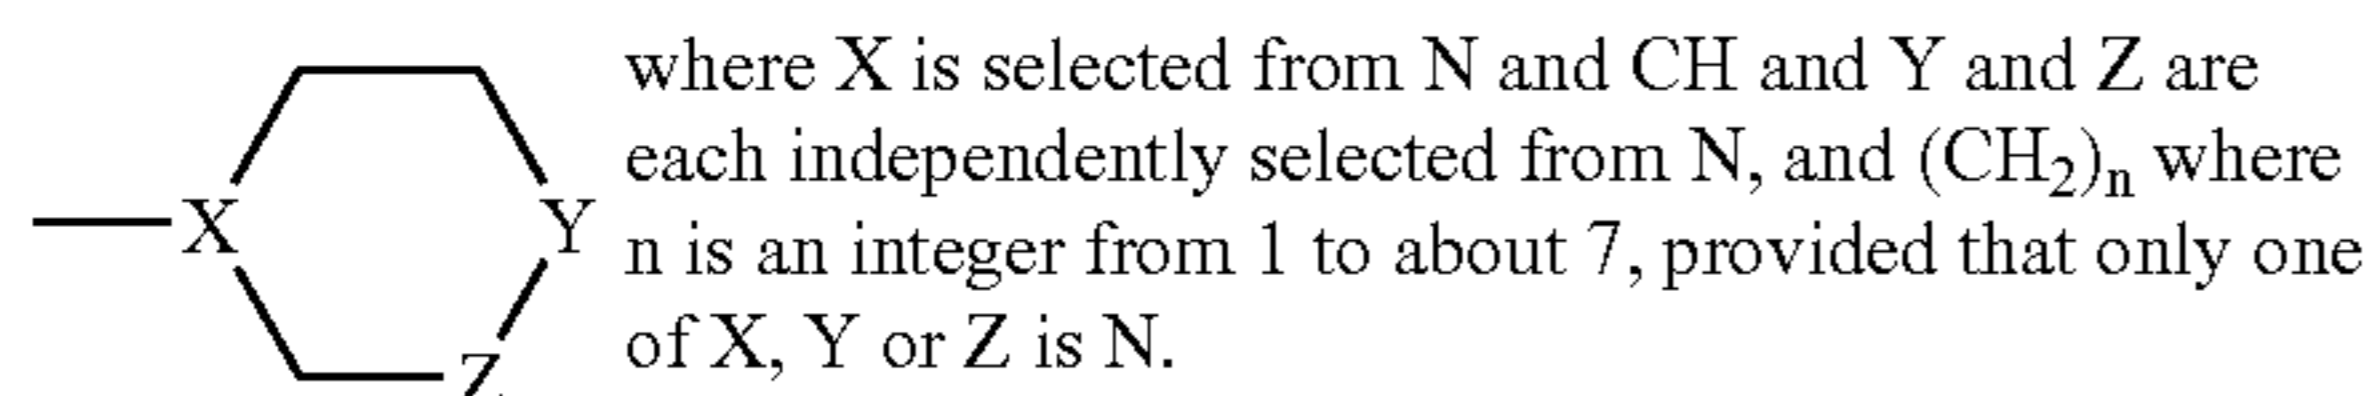 where X is selected from N and CH and Y and Z are
each independently selected from N, and (CH₂)ₙ where
n is an integer from 1 to about 7, provided that only one
of X, Y or Z is N.
X
Y
Z